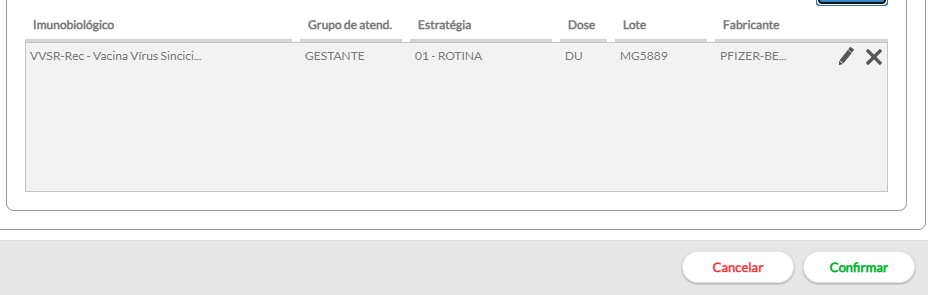 Imunobiológico Grupo de atend. Estratégia Dose Lote Fabricante
VVSR-Rec - Vacina Vírus Sincici... GESTANTE 01 - ROTINA DU MG5889 PFIZER-BE...
Cancelar Confirmar